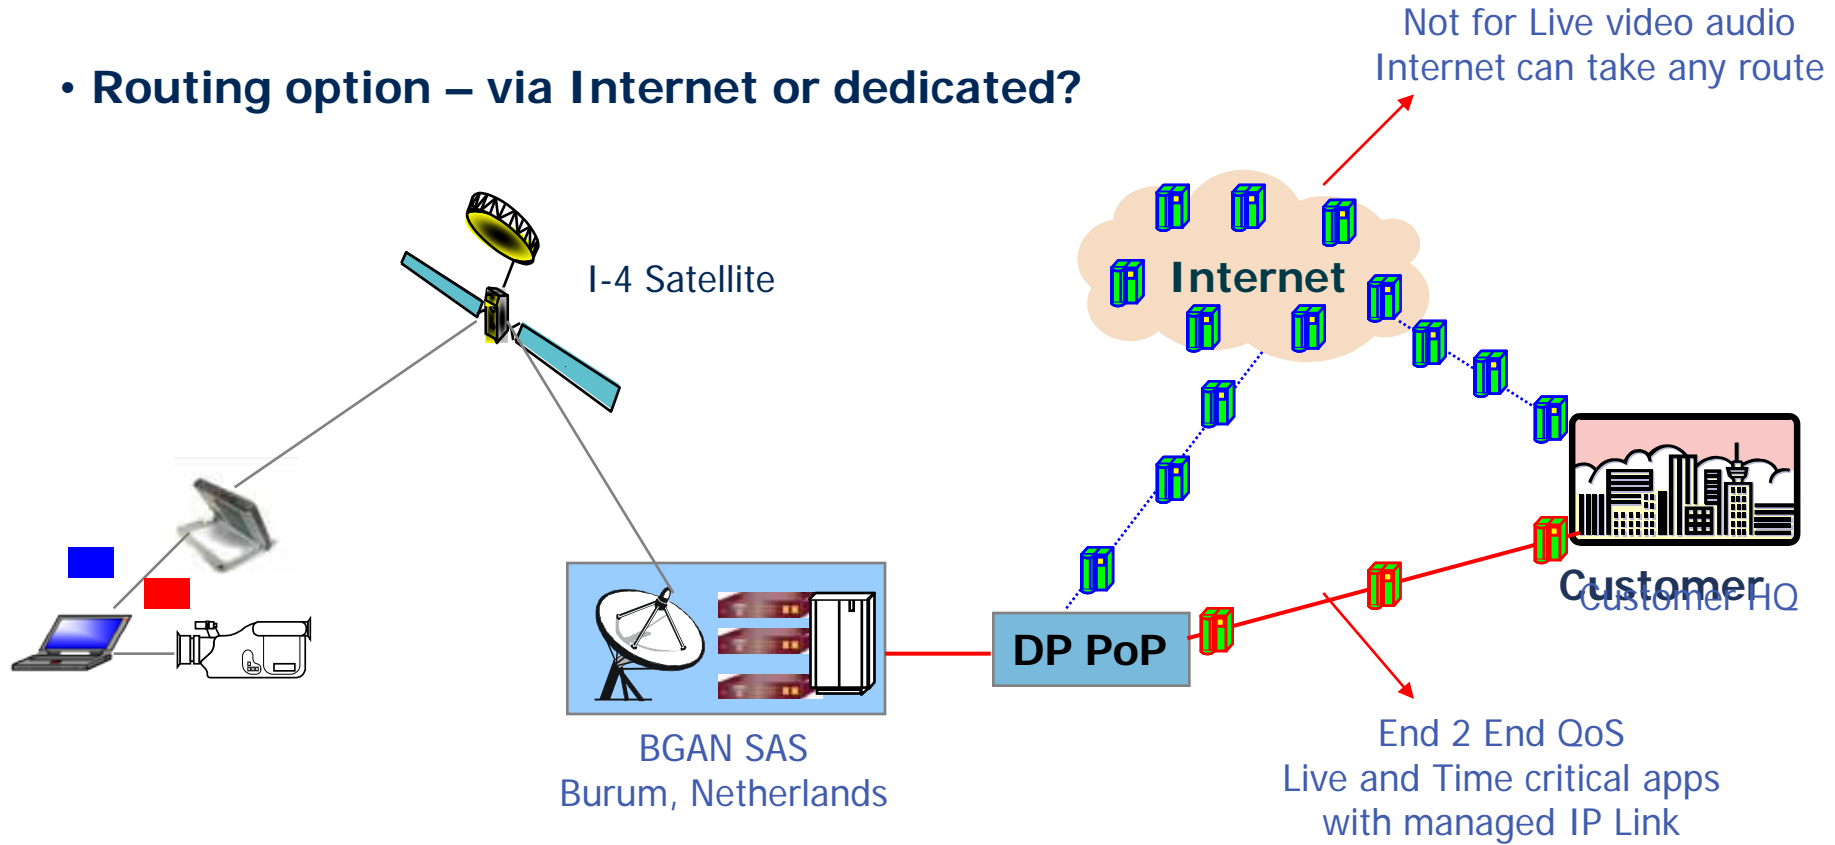 Not for Live video audio
Internet can take any route
• Routing option – via Internet or dedicated?
I-4 Satellite
Internet
DP PoP
Customer
Customer HQ
BGAN SAS
Burum, Netherlands
End 2 End QoS
Live and Time critical apps
with managed IP Link